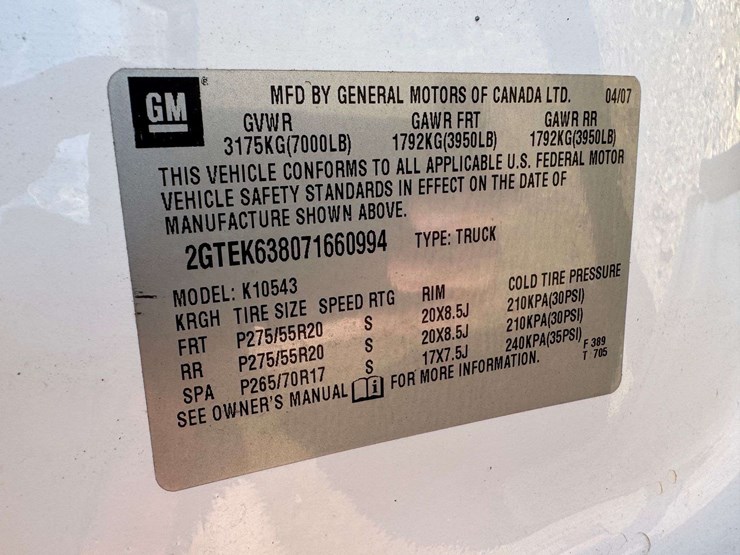 GM ® MFD BY GENERAL MOTORS OF CANADA LTD. 04/07
GVWR GAWR FRT GAWR RR
3175KG(7000LB) 1792KG(3950LB) 1792KG(3950LB)
THIS VEHICLE CONFORMS TO ALL APPLICABLE U.S. FEDERAL MOTOR
VEHICLE SAFETY STANDARDS IN EFFECT ON THE DATE OF
MANUFACTURE SHOWN ABOVE.
2GTEK638071660994 TYPE: TRUCK
MODEL: K10543
KRGH TIRE SIZE SPEED RTG RIM COLD TIRE PRESSURE
FRT P275/55R20 S 20X8.5J 210KPA(30PSI)
RR P275/55R20 S 20X8.5J 210KPA(30PSI)
SPA P265/70R17 S 17X7.5J 240KPA(35PSI) F 389
SEE OWNER'S MANUAL i FOR MORE INFORMATION. T 705